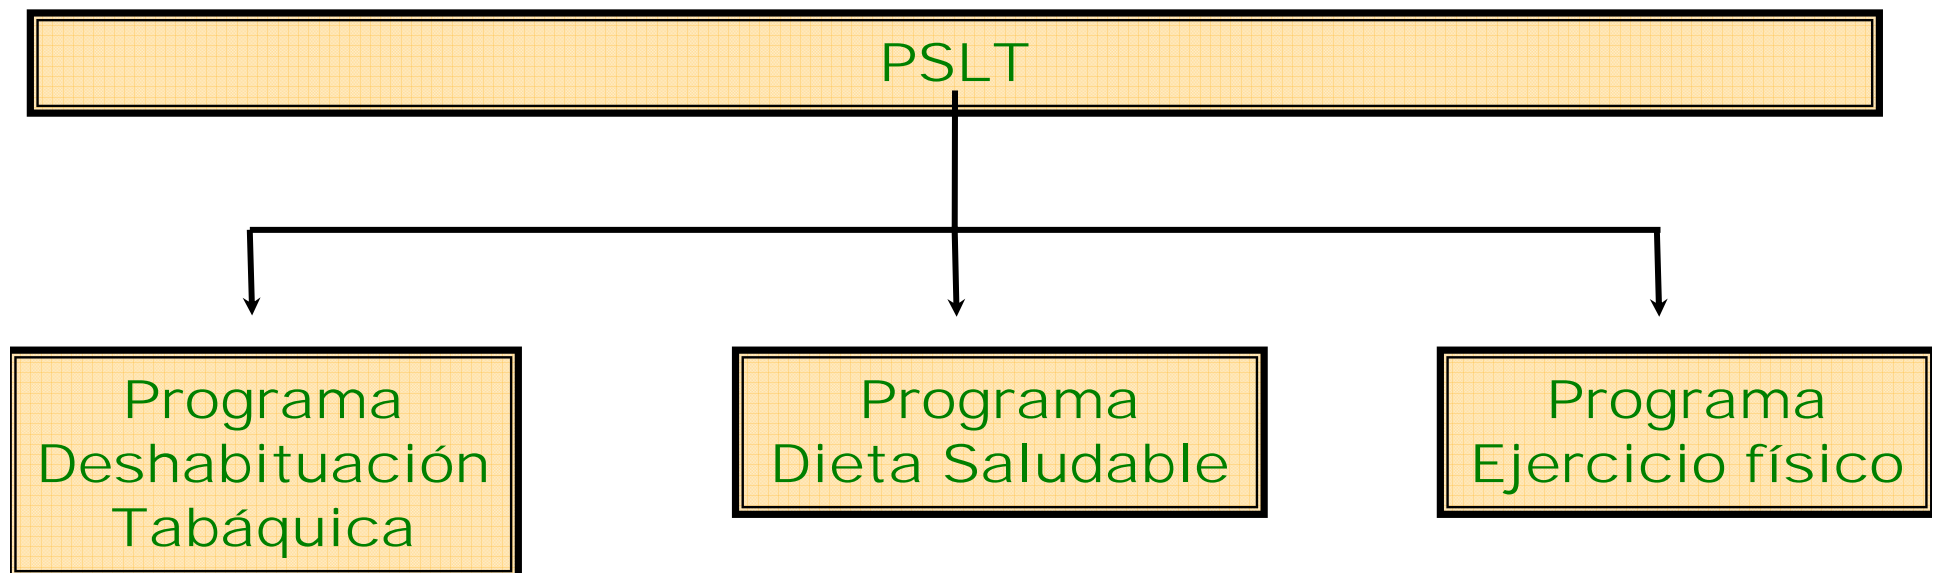 PSLT
Programa
Deshabituación
Tabáquica
Programa
Dieta Saludable
Programa
Ejercicio físico